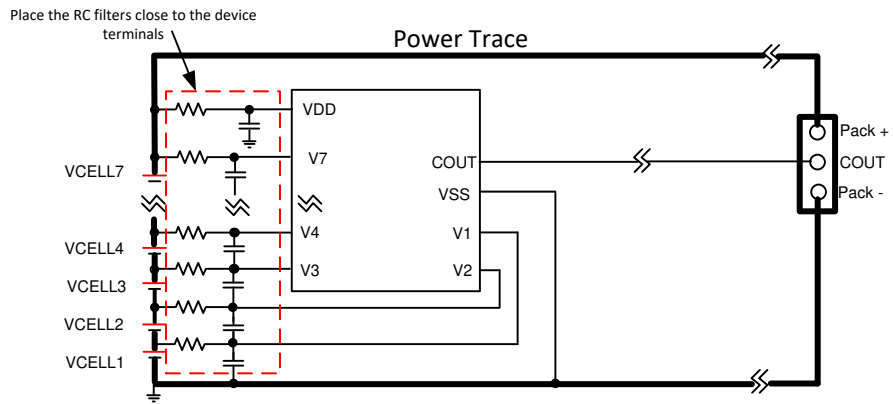 Place the RC filters close to the device
terminals
Power Trace
VDD
V7
VCELL7
COUT
VSS
V4
V1
VCELL4
V3
V2
VCELL3
VCELL2
VCELL1
Pack +
COUT
Pack -